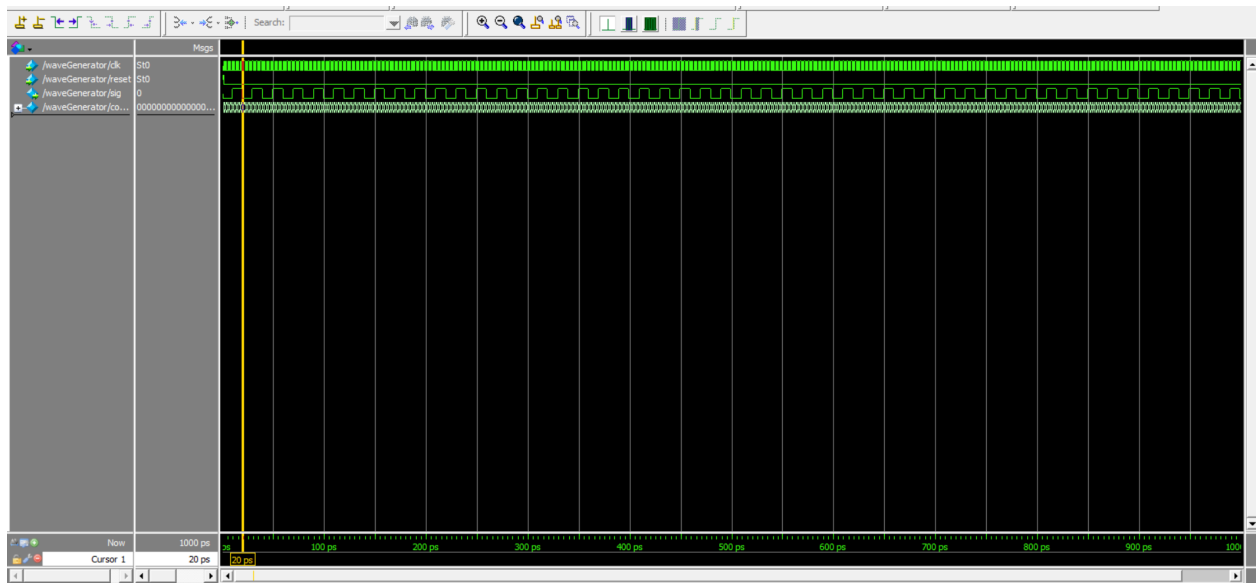 Search:
Msgs
/waveGenerator/clk St0
/waveGenerator/reset St0
/waveGenerator/sig 0
/waveGenerator/co... 00000000000000...
Now 1000 ps
ps 100 ps 200 ps 300 ps 400 ps 500 ps 600 ps 700 ps 800 ps 900 ps 100
Cursor 1 20 ps 20 ps